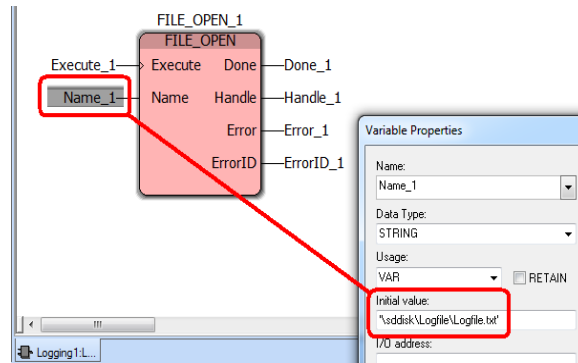 FILE_OPEN_1
FILE_OPEN
Execute_1 Execute Done Done_1
Name_1 Name Handle Handle_1
Error Error_1
ErrorID ErrorID_1
Variable Properties
Name:
Name_1
Data Type:
STRING
Usage:
VAR RETAIN
Initial value:
'\sddisk\Logfile\Logfile.txt'
I/O address:
Logging1:L...